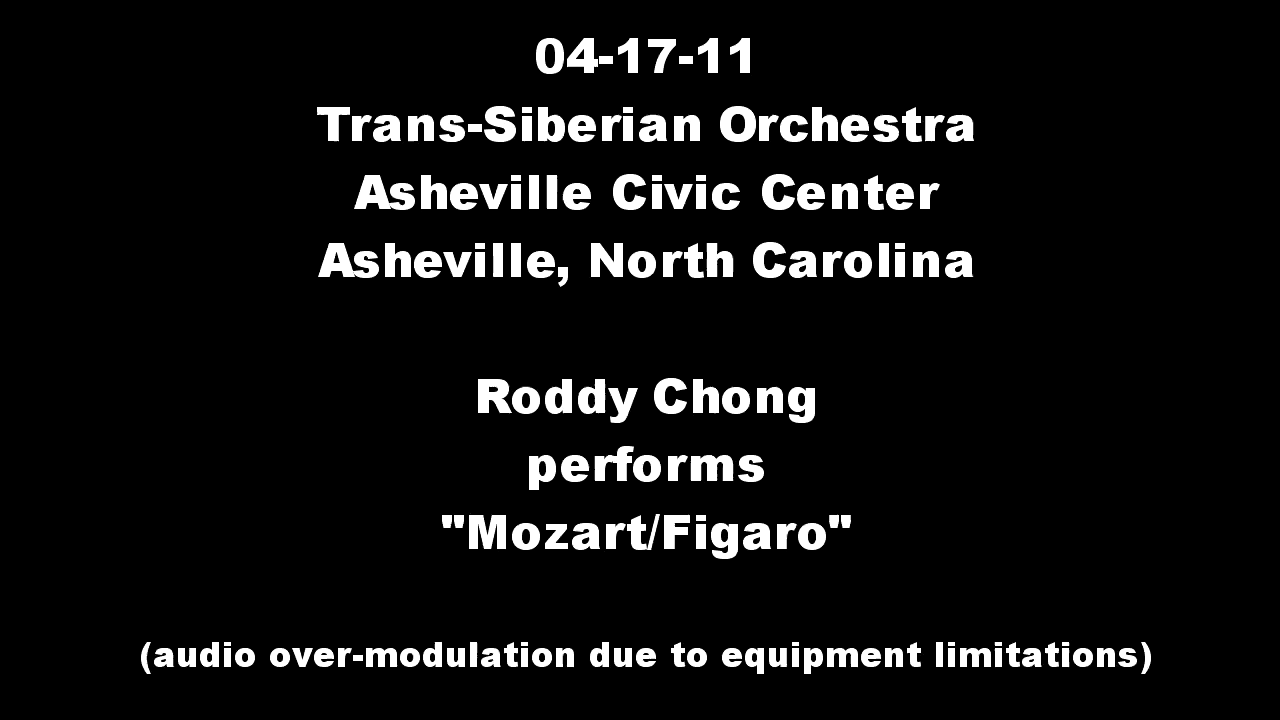 04-17-11
Trans-Siberian Orchestra
Asheville Civic Center
Asheville, North Carolina
Roddy Chong
performs
"Mozart/Figaro"
(audio over-modulation due to equipment limitations)